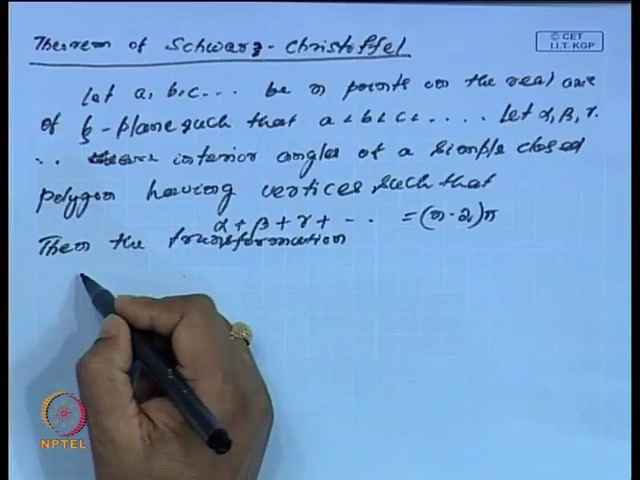 Theorem of Schwarz-Christoffel
© CET
I.I.T. KGP
Let a, b, c... be n points on the real axis
of ξ-plane such that a < b < c < .... Let α, β, γ.
.. interior angles of a simple closed
polygon having vertices such that
α + β + γ + -.. = (n-2)π
Then the transformation
NPTEL